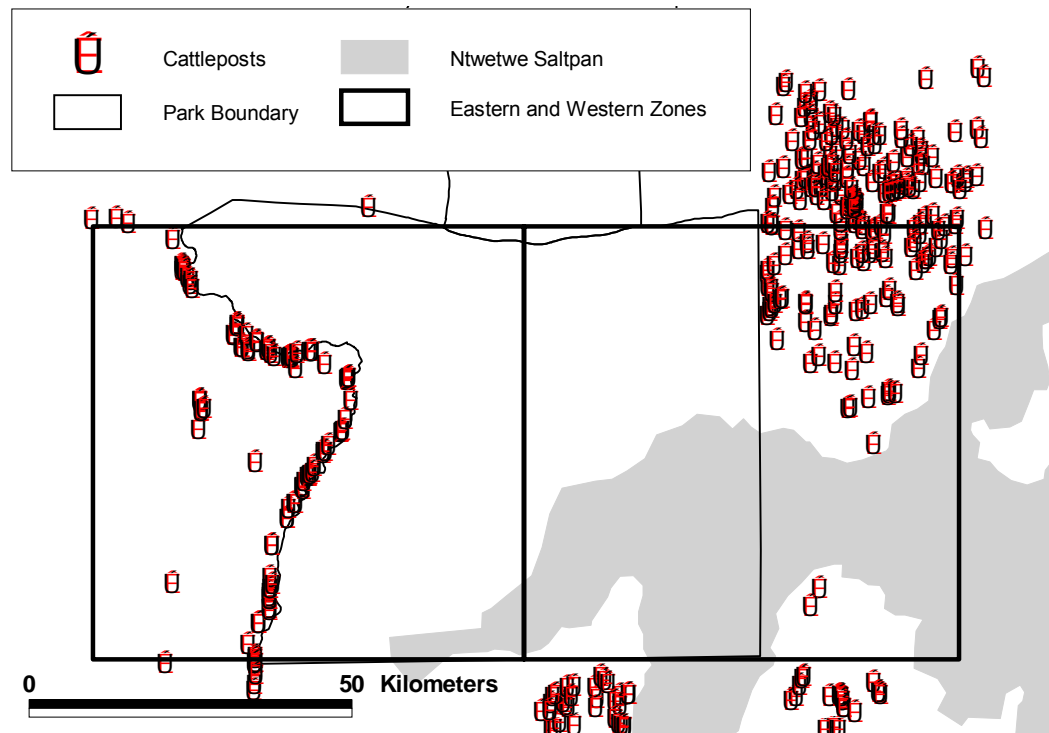 Cattleposts
Ntwetwe Saltpan
Park Boundary
Eastern and Western Zones
0 50 Kilometers